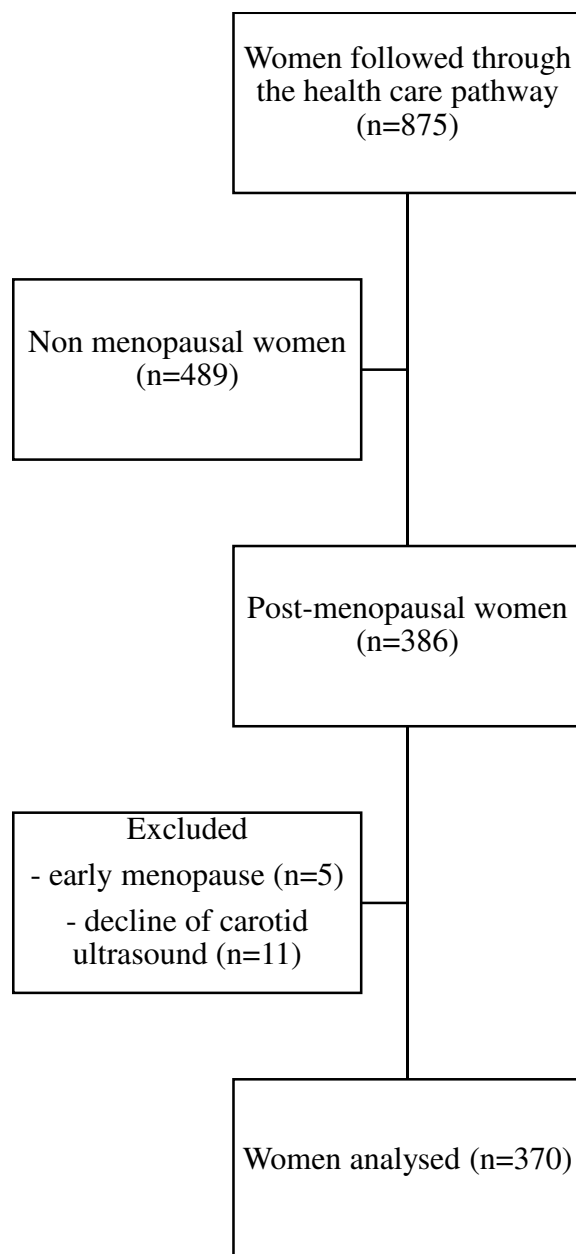 Women followed through
the health care pathway
(n=875)
Non menopausal women
(n=489)
Post-menopausal women
(n=386)
Excluded
- early menopause (n=5)
- decline of carotid
ultrasound (n=11)
Women analysed (n=370)